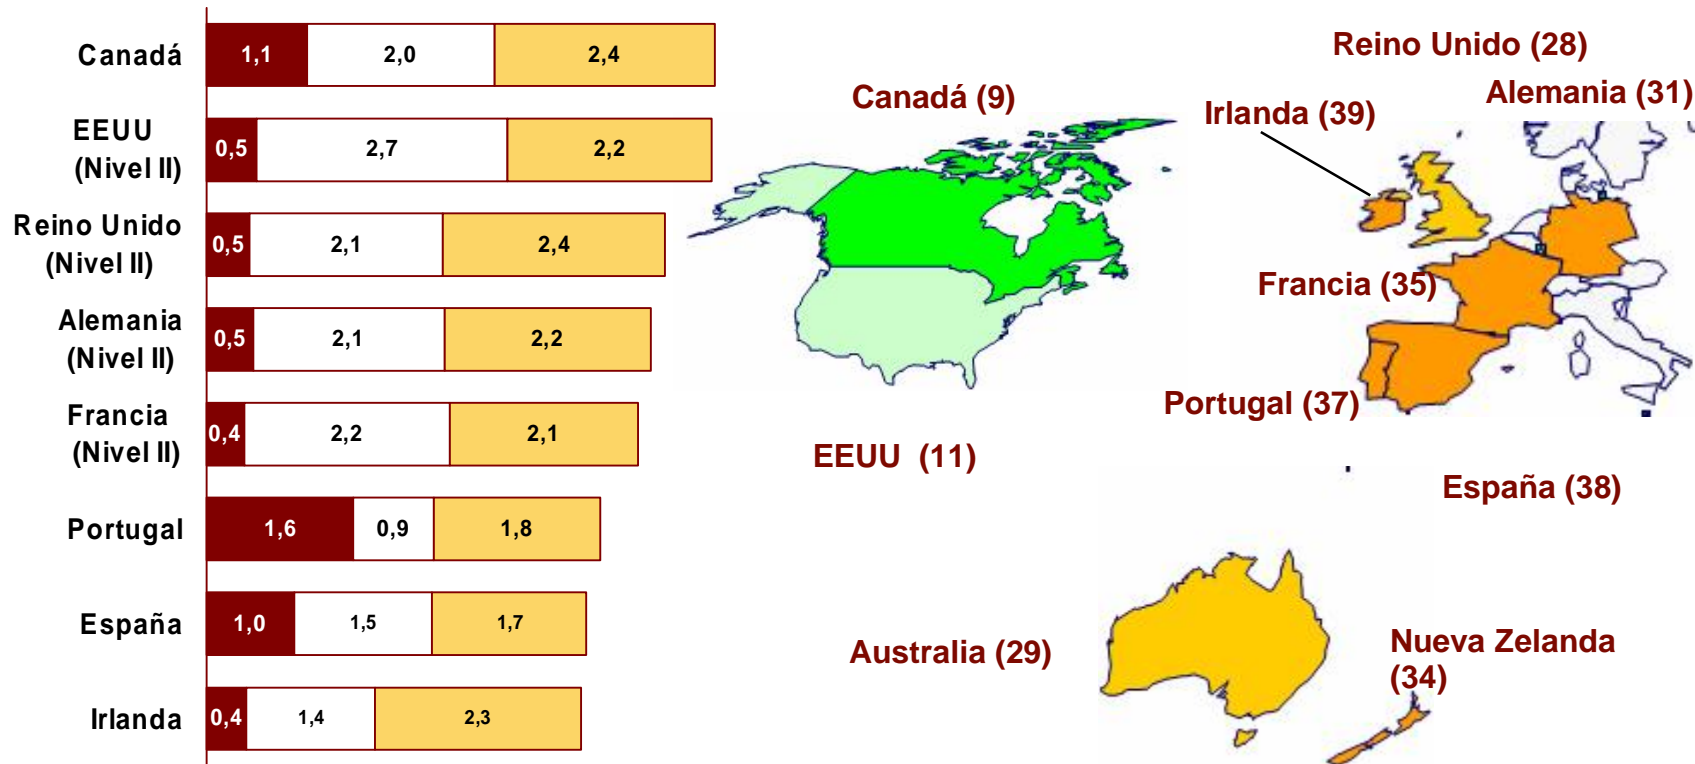 Canadá
1,1
2,0
2,4
EEUU
(Nivel II)
0,5
2,7
2,2
Reino Unido
(Nivel II)
0,5
2,1
2,4
Alemania
(Nivel II)
0,5
2,1
2,2
Francia
(Nivel II)
0,4
2,2
2,1
Portugal
1,6
0,9
1,8
España
1,0
1,5
1,7
Irlanda
0,4
1,4
2,3
Canadá (9)
EEUU (11)
Reino Unido (28)
Alemania (31)
Irlanda (39)
Francia (35)
Portugal (37)
España (38)
Australia (29)
Nueva Zelanda
(34)